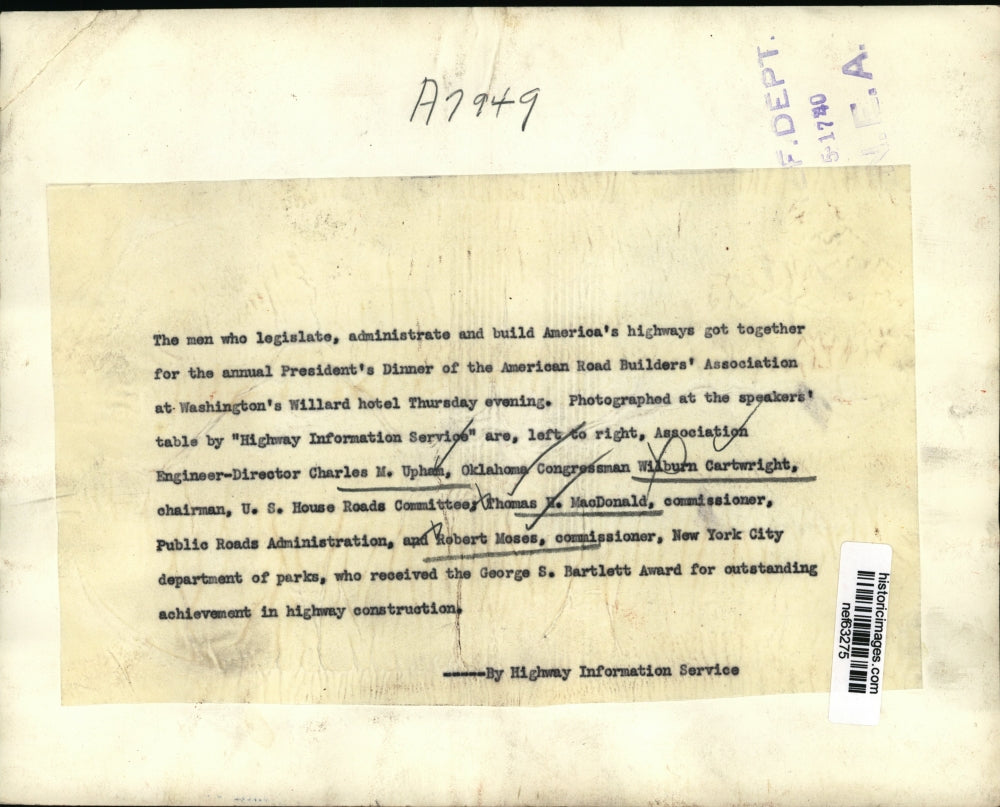 A7949
F. DEPT.
5 17 40
N.E.A.
The men who legislate, administrate and build America's highways got together
for the annual President's Dinner of the American Road Builders' Association
at Washington's Willard hotel Thursday evening. Photographed at the speakers'
table by "Highway Information Service" are, left to right, Association
Engineer-Director Charles M. Upham, Oklahoma Congressman Wilburn Cartwright,
chairman, U. S. House Roads Committee; Thomas H. MacDonald, commissioner,
Public Roads Administration, and Robert Moses, commissioner, New York City
department of parks, who received the George S. Bartlett Award for outstanding
achievement in highway construction.
-----By Highway Information Service
historicimages.com
nef63275